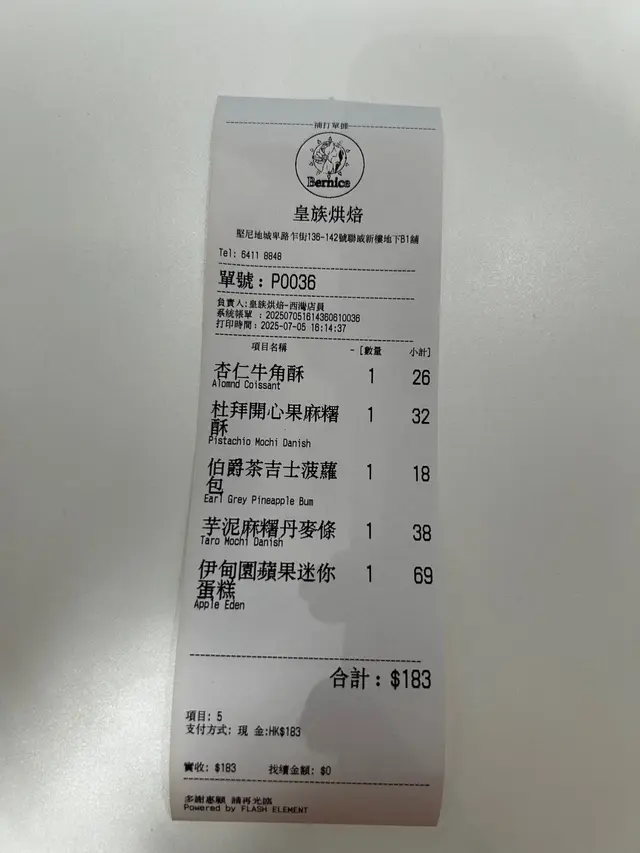 補打單據
Bernice
皇族烘焙
堅尼地城卑路乍街136-142號聯威新樓地下B1舖
Tel: 6411 8848
單號: P0036
負責人:皇族烘焙-西灣店員
系統帳單 : 202507051614360610036
打印時間: 2025-07-05 16:14:37
項目名稱 - [數量 小計]
杏仁牛角酥 1 26
Alomnd Coissant
杜拜開心果麻糬 1 32
酥
Pistachio Mochi Danish
伯爵茶吉士菠蘿 1 18
包
Earl Grey Pineapple Bum
芋泥麻糬丹麥條 1 38
Taro Mochi Danish
伊甸園蘋果迷你 1 69
蛋糕
Apple Eden
合計: $183
項目: 5
支付方式: 現 金:HK$183
實收: $183 找續金額: $0
多謝惠顧 請再光臨
Powered by FLASH ELEMENT